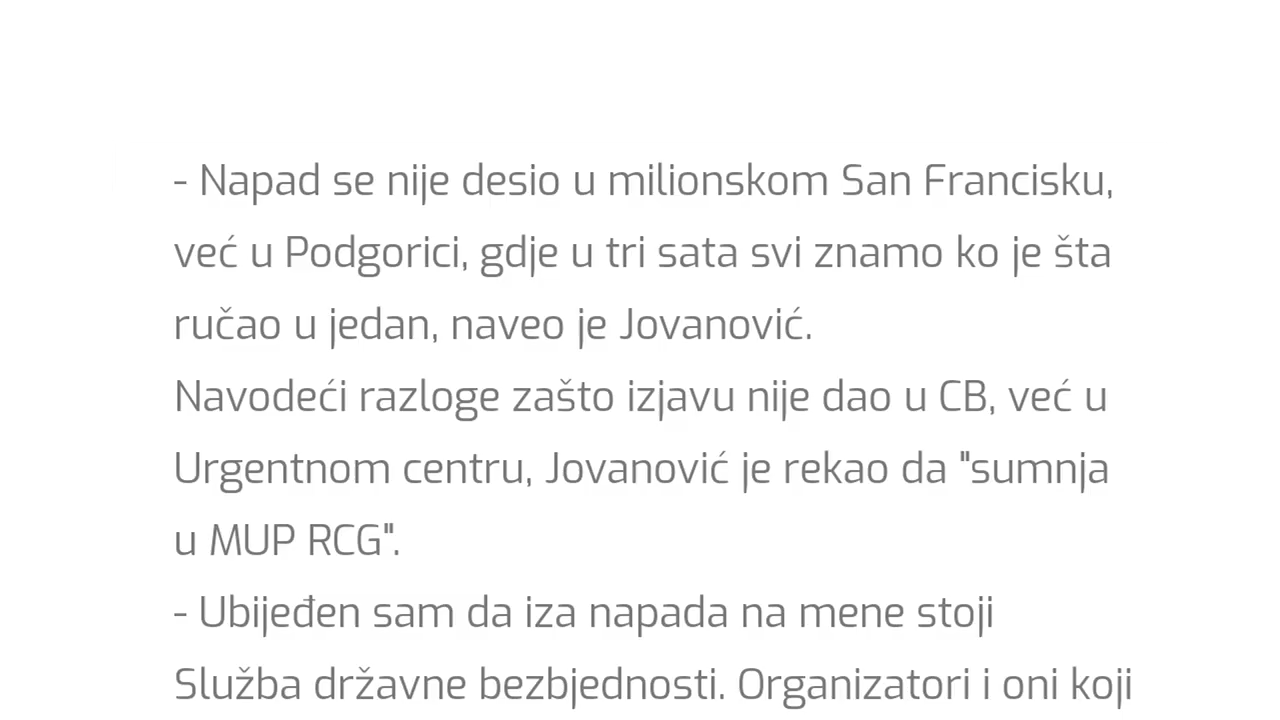 - Napad se nije desio u milionskom San Francisku,
već u Podgorici, gdje u tri sata svi znamo ko je šta
ručao u jedan, naveo je Jovanović.
Navodeći razloge zašto izjavu nije dao u CB, već u
Urgentnom centru, Jovanović je rekao da "sumnja
u MUP RCG".
- Ubijeđen sam da iza napada na mene stoji
Služba državne bezbjednosti. Organizatori i oni koji